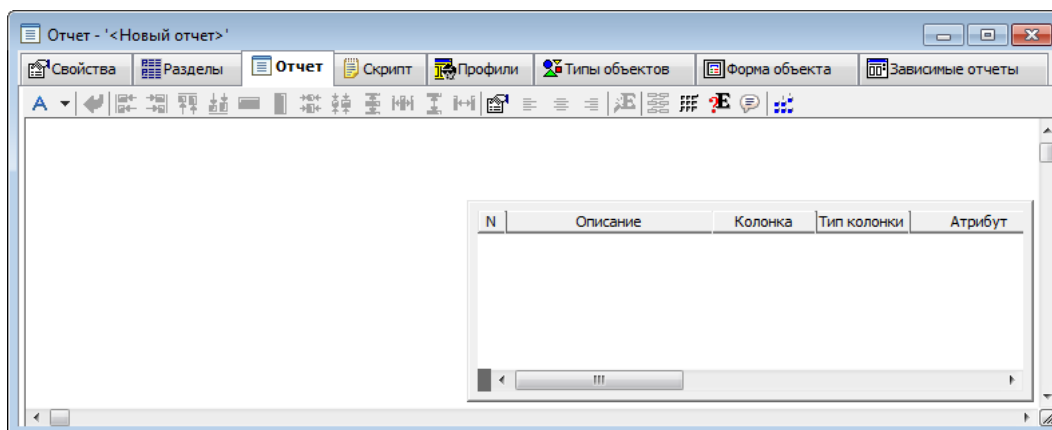 Отчет - '<Новый отчет>'
Свойства Разделы Отчет Скрипт Профили Типы объектов Форма объекта Зависимые отчеты
N Описание Колонка Тип колонки Атрибут